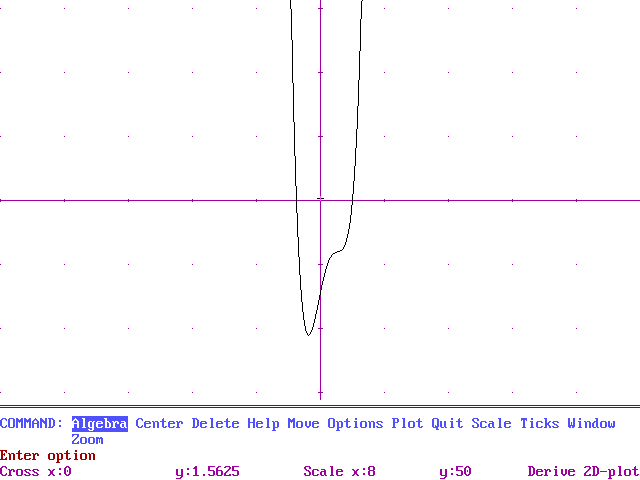 COMMAND: Algebra Center Delete Help Move Options Plot Quit Scale Ticks Window
Zoom
Enter option
Cross x:0 y:1.5625 Scale x:8 y:50 Derive 2D-plot